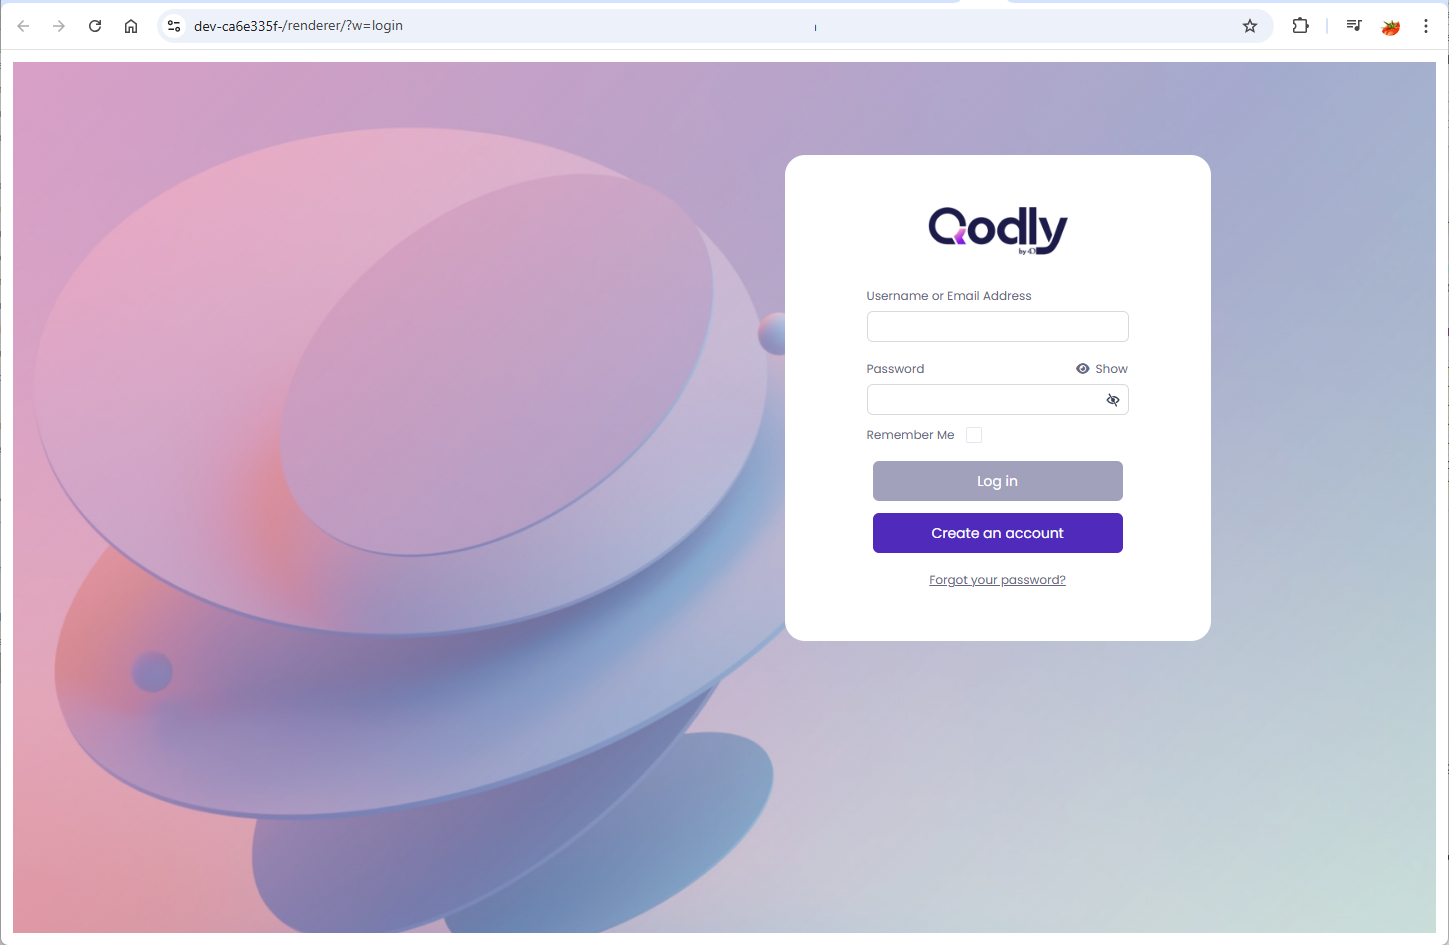 dev-ca6e335f-/renderer/?w=login
Qodly
by 4D
Username or Email Address
Password
Show
Remember Me
Log in
Create an account
Forgot your password?